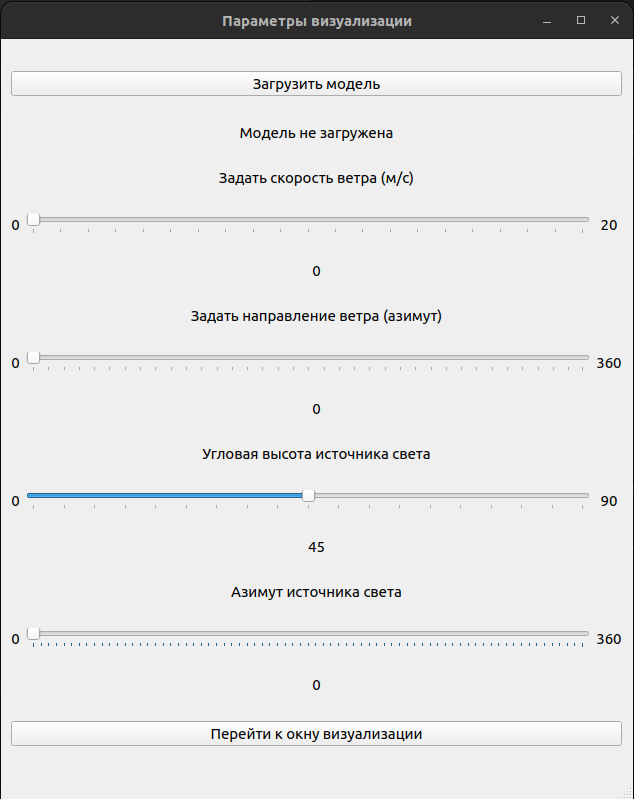 Параметры визуализации
Загрузить модель
Модель не загружена
Задать скорость ветра (м/с)
0 20
0
Задать направление ветра (азимут)
0 360
0
Угловая высота источника света
0 90
45
Азимут источника света
0 360
0
Перейти к окну визуализации